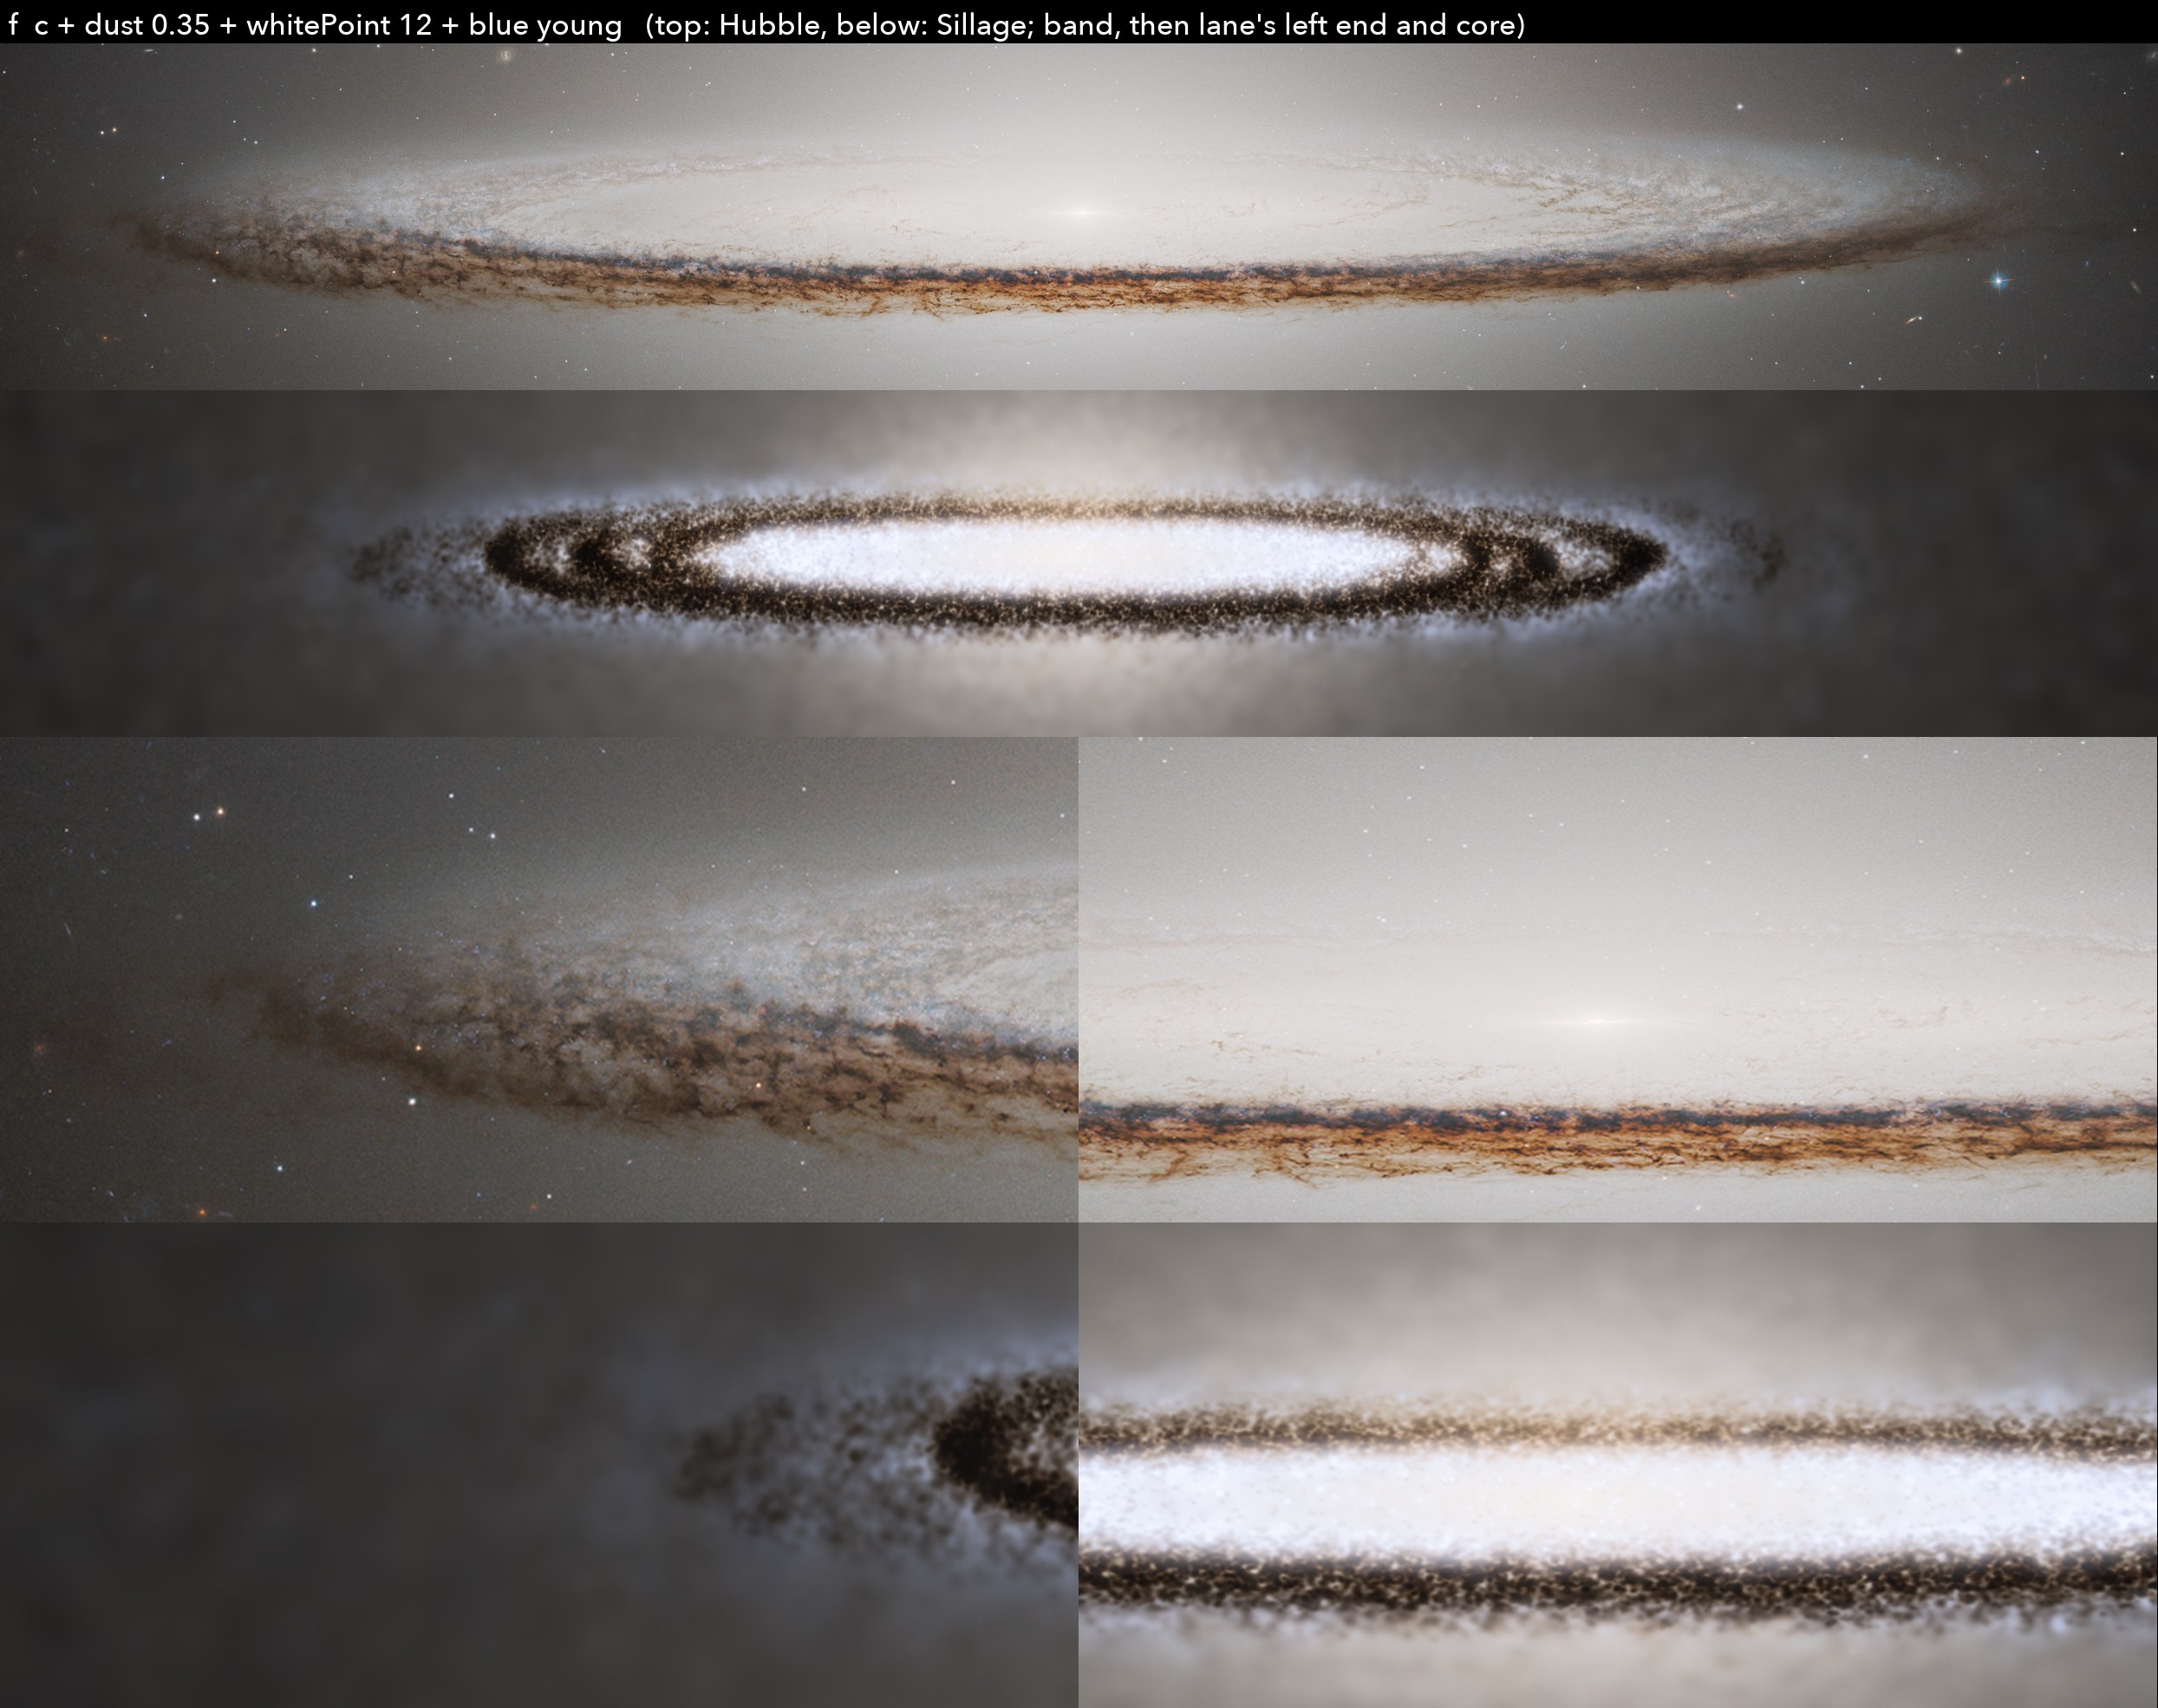 f c + dust 0.35 + whitePoint 12 + blue young (top: Hubble, below: Sillage; band, then lane's left end and core)